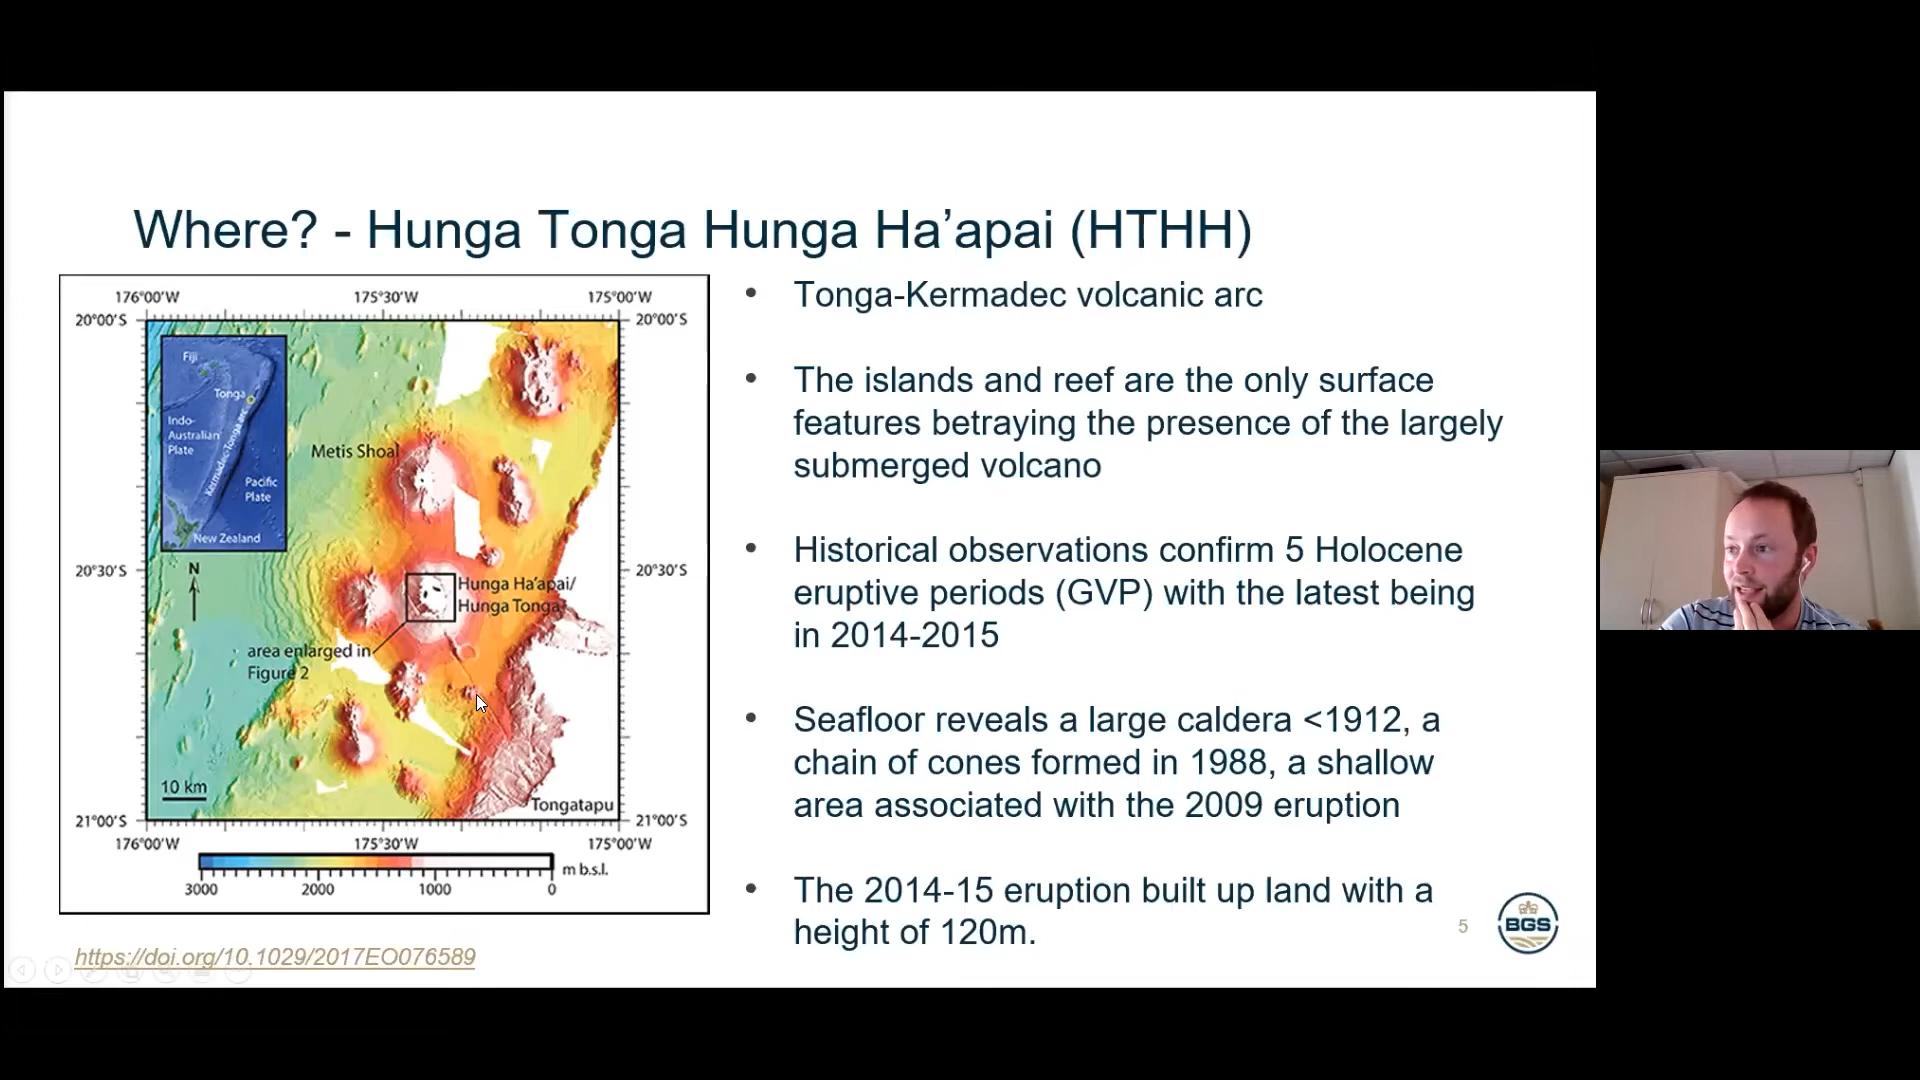 Where? - Hunga Tonga Hunga Ha’apai (HTHH)
176°00’W 175°30’W 175°00’W
20°00’S 20°00’S
Fiji
Tonga
Indo-
Australian
Plate
Kermadec-Tonga arc
Pacific
Plate
New Zealand
Metis Shoal
20°30’S 20°30’S
N
Hunga Ha’apai/
Hunga Tonga
area enlarged in
Figure 2
10 km
Tongatapu
21°00’S 21°00’S
176°00’W 175°30’W 175°00’W
m b.s.l.
3000 2000 1000 0
https://doi.org/10.1029/2017EO076589
• Tonga-Kermadec volcanic arc
• The islands and reef are the only surface
features betraying the presence of the largely
submerged volcano
• Historical observations confirm 5 Holocene
eruptive periods (GVP) with the latest being
in 2014-2015
• Seafloor reveals a large caldera <1912, a
chain of cones formed in 1988, a shallow
area associated with the 2009 eruption
• The 2014-15 eruption built up land with a
height of 120m.
5
BGS